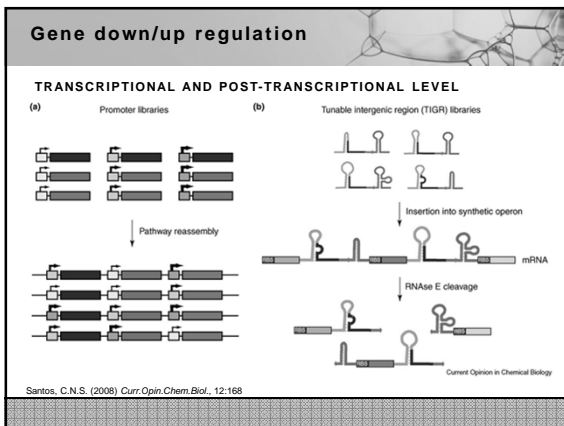 Gene down/up regulation
TRANSCRIPTIONAL AND POST-TRANSCRIPTIONAL LEVEL
(a) Promoter libraries
Pathway reassembly
(b) Tunable intergenic region (TIGR) libraries
Insertion into synthetic operon
mRNA
RNAse E cleavage
Current Opinion in Chemical Biology
Santos, C.N.S. (2008) Curr.Opin.Chem.Biol., 12:168